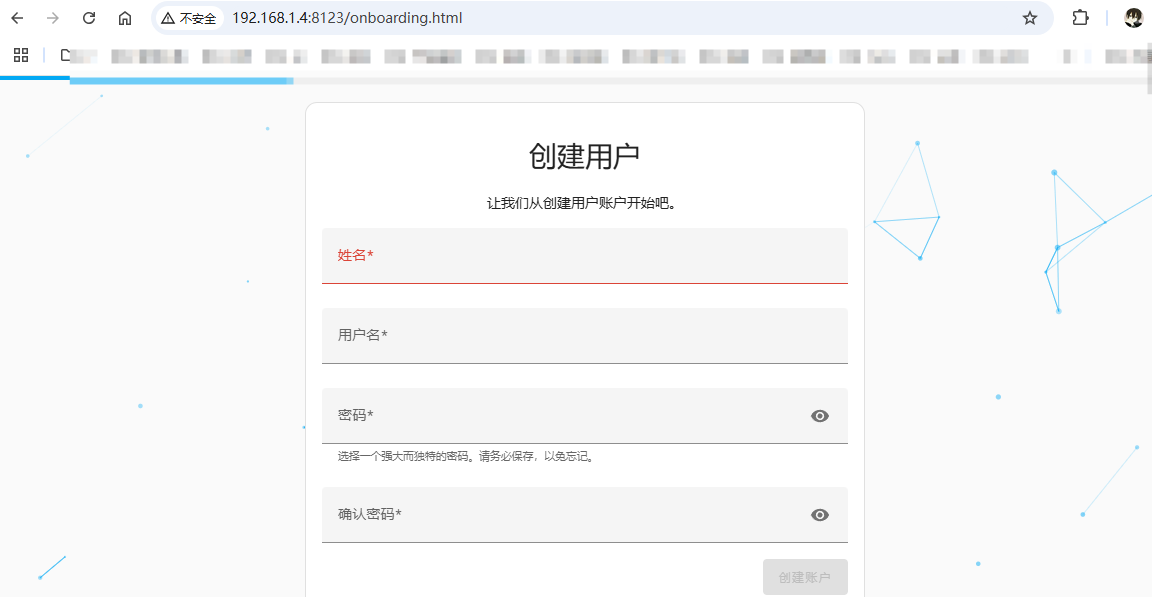 不安全 192.168.1.4:8123/onboarding.html
创建用户
让我们从创建用户账户开始吧。
姓名*
用户名*
密码*
选择一个强大而独特的密码。请务必保存，以免忘记。
确认密码*
创建账户